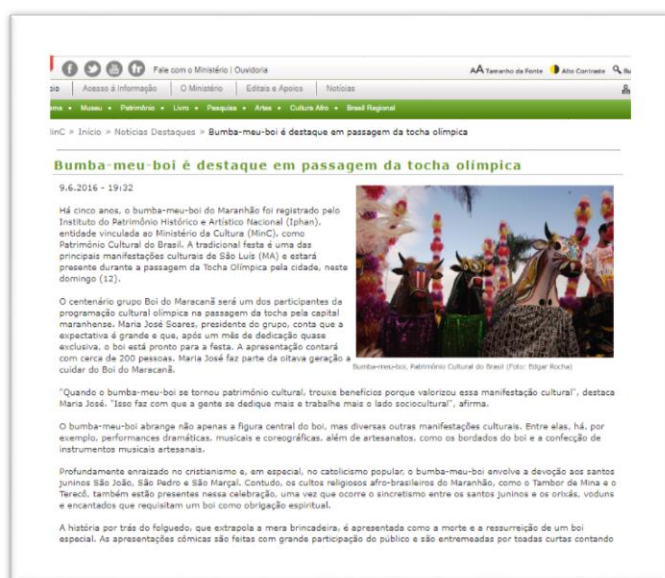 Fale com o Ministério | Ouvidoria
AA Tamanho da Fonte Alto Contraste
Acesso à Informação O Ministério Editais e Apoios Notícias
Museu • Patrimônio • Livro • Pesquisa • Artes • Cultura Afro • Brasil Regional
» Início » Notícias Destaques » Bumba-meu-boi é destaque em passagem da tocha olímpica
Bumba-meu-boi é destaque em passagem da tocha olímpica
9.6.2016 - 19:32
Há cinco anos, o bumba-meu-boi do Maranhão foi registrado pelo
Instituto do Patrimônio Histórico e Artístico Nacional (Iphan),
entidade vinculada ao Ministério da Cultura (MinC), como
Patrimônio Cultural do Brasil. A tradicional festa é uma das
principais manifestações culturais de São Luís (MA) e estará
presente durante a passagem da Tocha Olímpica pela cidade, neste
domingo (12).
O centenário grupo Boi do Maracanã será um dos participantes da
programação cultural olímpica na passagem da tocha pela capital
maranhense. Maria José Soares, presidente do grupo, conta que a
expectativa é grande e que, após um mês de dedicação quase
exclusiva, o boi está pronto para a festa. A apresentação contará
com cerca de 200 pessoas. Maria José faz parte da oitava geração a
cuidar do Boi do Maracanã.
Bumba-meu-boi, Patrimônio Cultural do Brasil (Foto: Edgar Rocha)
"Quando o bumba-meu-boi se tornou patrimônio cultural, trouxe benefícios porque valorizou essa manifestação cultural", destaca
Maria José. "Isso faz com que a gente se dedique mais e trabalhe mais o lado sociocultural", afirma.
O bumba-meu-boi abrange não apenas a figura central do boi, mas diversas outras manifestações culturais. Entre elas, há, por
exemplo, performances dramáticas, musicais e coreográficas, além de artesanatos, como os bordados do boi e a confecção de
instrumentos musicais artesanais.
Profundamente enraizado no cristianismo e, em especial, no catolicismo popular, o bumba-meu-boi envolve a devoção aos santos
juninos São João, São Pedro e São Marçal. Contudo, os cultos religiosos afro-brasileiros do Maranhão, como o Tambor de Mina e o
Terecô, também estão presentes nessa celebração, uma vez que ocorre o sincretismo entre os santos juninos e os orixás, voduns
e encantados que requisitam um boi como obrigação espiritual.
A história por trás do folguedo, que extrapola a mera brincadeira, é apresentada como a morte e a ressurreição de um boi
especial. As apresentações cômicas são feitas com grande participação do público e são entremeadas por toadas curtas contando